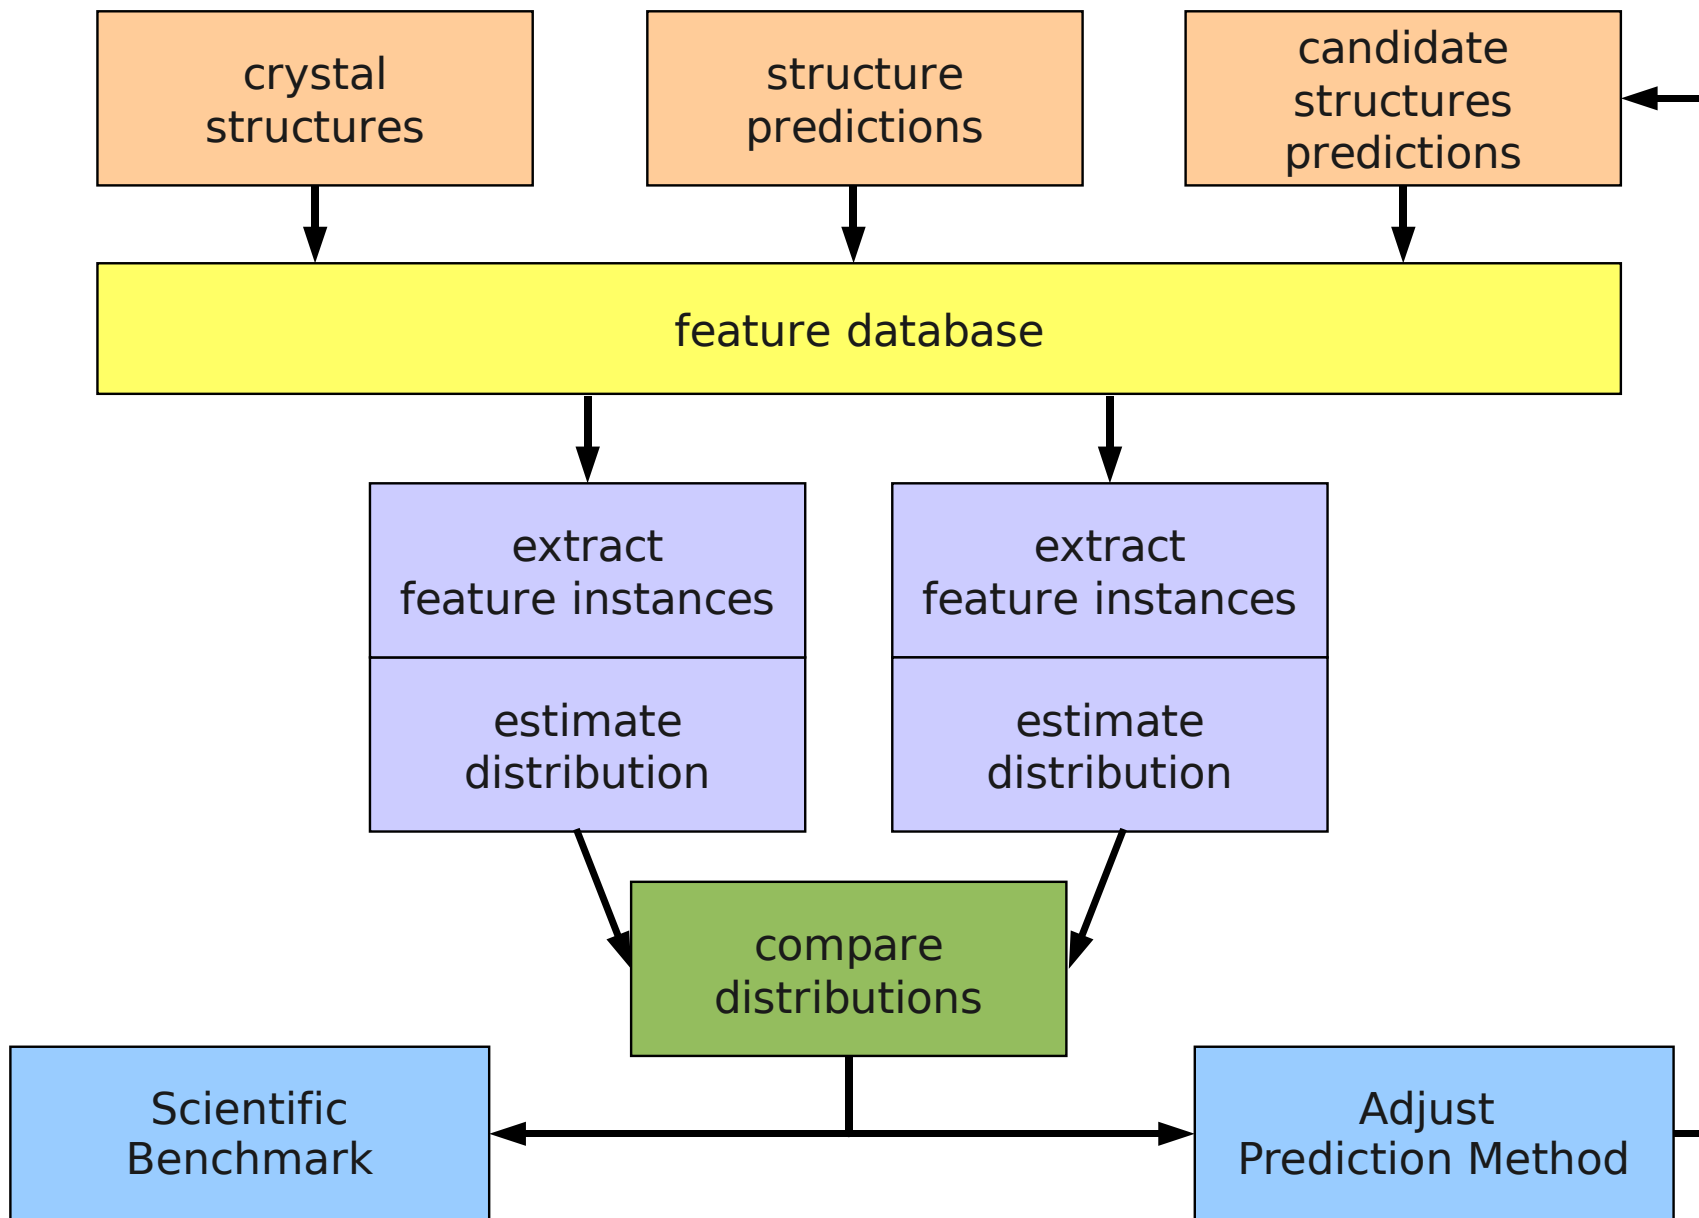 crystal
structures
structure
predictions
candidate
structures
predictions
feature database
extract
feature instances
estimate
distribution
extract
feature instances
estimate
distribution
compare
distributions
Scientific
Benchmark
Adjust
Prediction Method